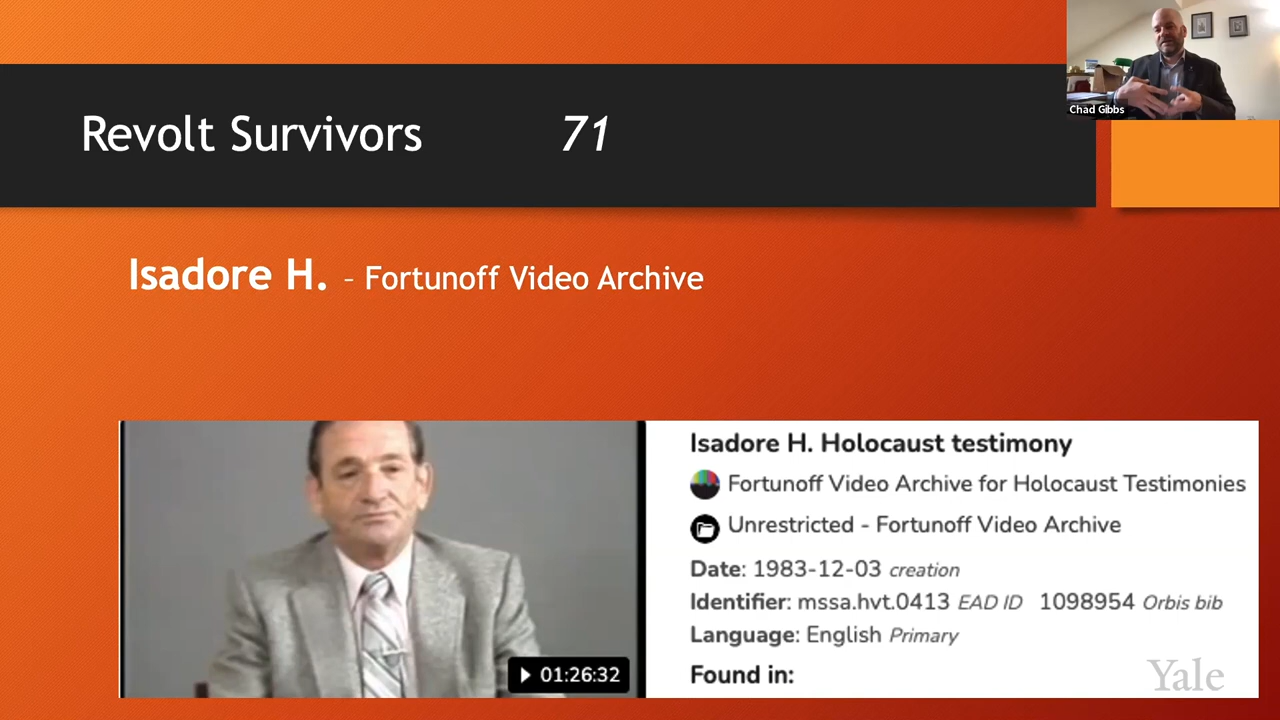 Chad Gibbs
Revolt Survivors 71
Isadore H. – Fortunoff Video Archive
Isadore H. Holocaust testimony
Fortunoff Video Archive for Holocaust Testimonies
Unrestricted - Fortunoff Video Archive
Date: 1983-12-03 creation
Identifier: mssa.hvt.0413 EAD ID 1098954 Orbis bib
Language: English Primary
Found in:
01:26:32
Yale